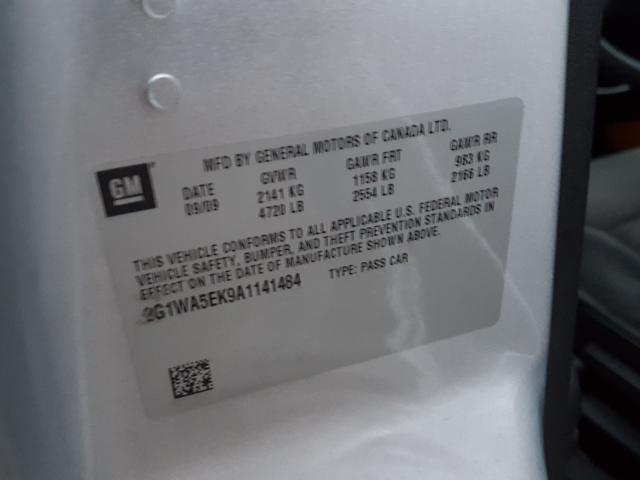 GM
MFD BY GENERAL MOTORS OF CANADA LTD.
DATE GVWR GAWR FRT GAWR RR
09/09 2141 KG 1158 KG 983 KG
4720 LB 2554 LB 2166 LB
THIS VEHICLE CONFORMS TO ALL APPLICABLE U.S. FEDERAL MOTOR
VEHICLE SAFETY, BUMPER, AND THEFT PREVENTION STANDARDS IN
EFFECT ON THE DATE OF MANUFACTURE SHOWN ABOVE.
2G1WA5EK9A1141484 TYPE: PASS CAR